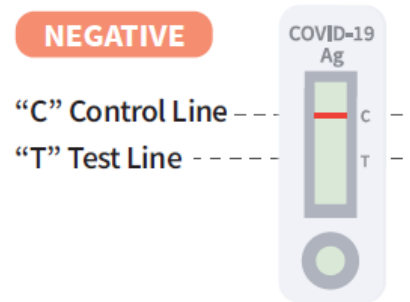 NEGATIVE
COVID-19
Ag
“C” Control Line
C
“T” Test Line
T